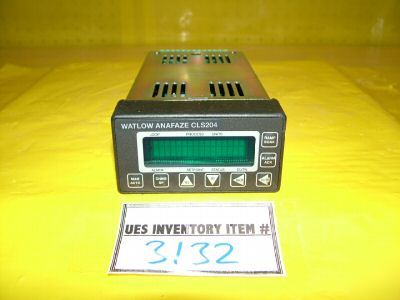 WATLOW ANAFAZE CLS204
LOOP PROCESS UNITS
RAMP
SOAK
ALARM
ACK
ALARM SETPOINT STATUS OUT%
MAN
AUTO
CHNG
SP
UES INVENTORY ITEM #
3132